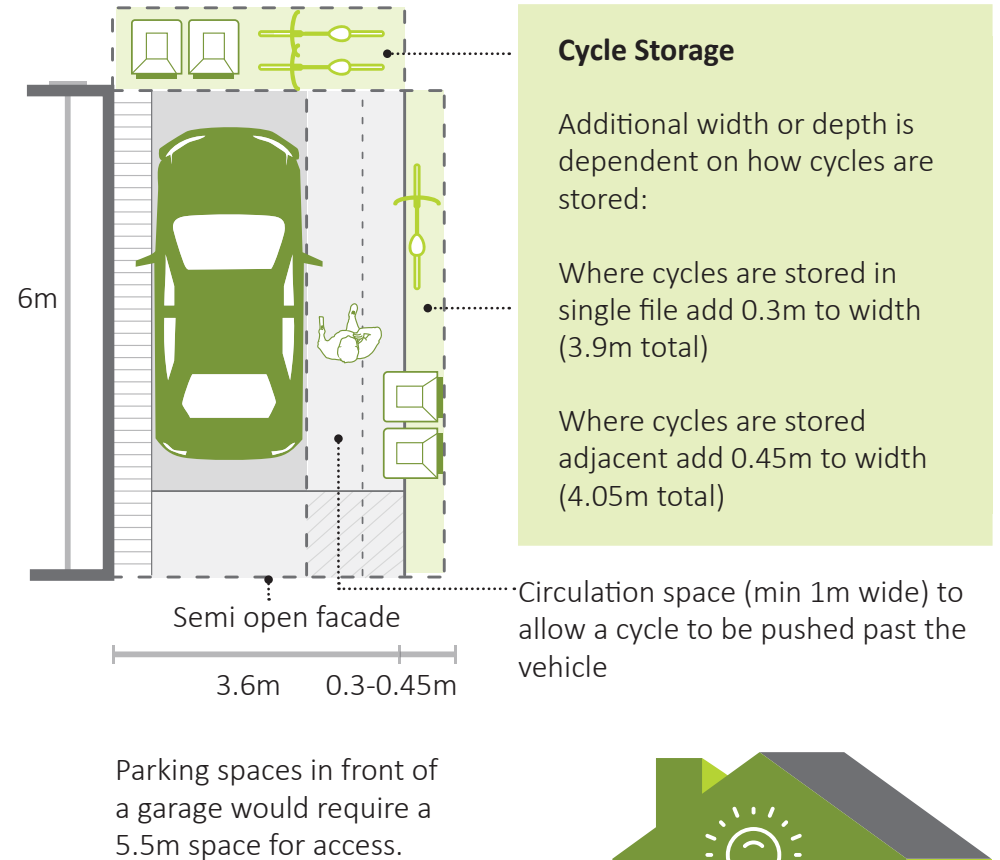 Cycle Storage
Additional width or depth is
dependent on how cycles are
stored:
Where cycles are stored in
single file add 0.3m to width
(3.9m total)
Where cycles are stored
adjacent add 0.45m to width
(4.05m total)
6m
Semi open facade
Circulation space (min 1m wide) to
allow a cycle to be pushed past the
vehicle
3.6m 0.3-0.45m
Parking spaces in front of
a garage would require a
5.5m space for access.